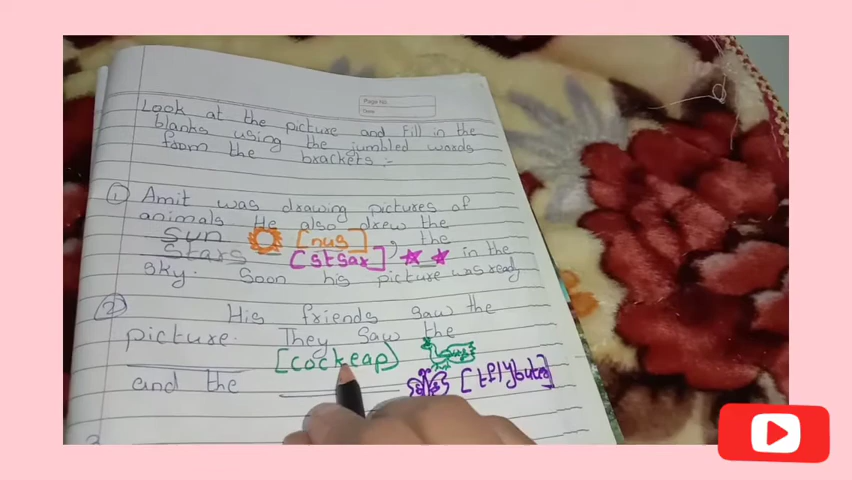 Page No.
Date
Look at the picture and fill in the
blanks using the jumbled words
from the brackets :-
① Amit was drawing pictures of
animals He also drew the
Sun [nus], the
Stars [stsar] in the
sky. Soon his picture was ready
② His friends saw the
picture. They saw the
[cockeap]
and the [tflybuter]